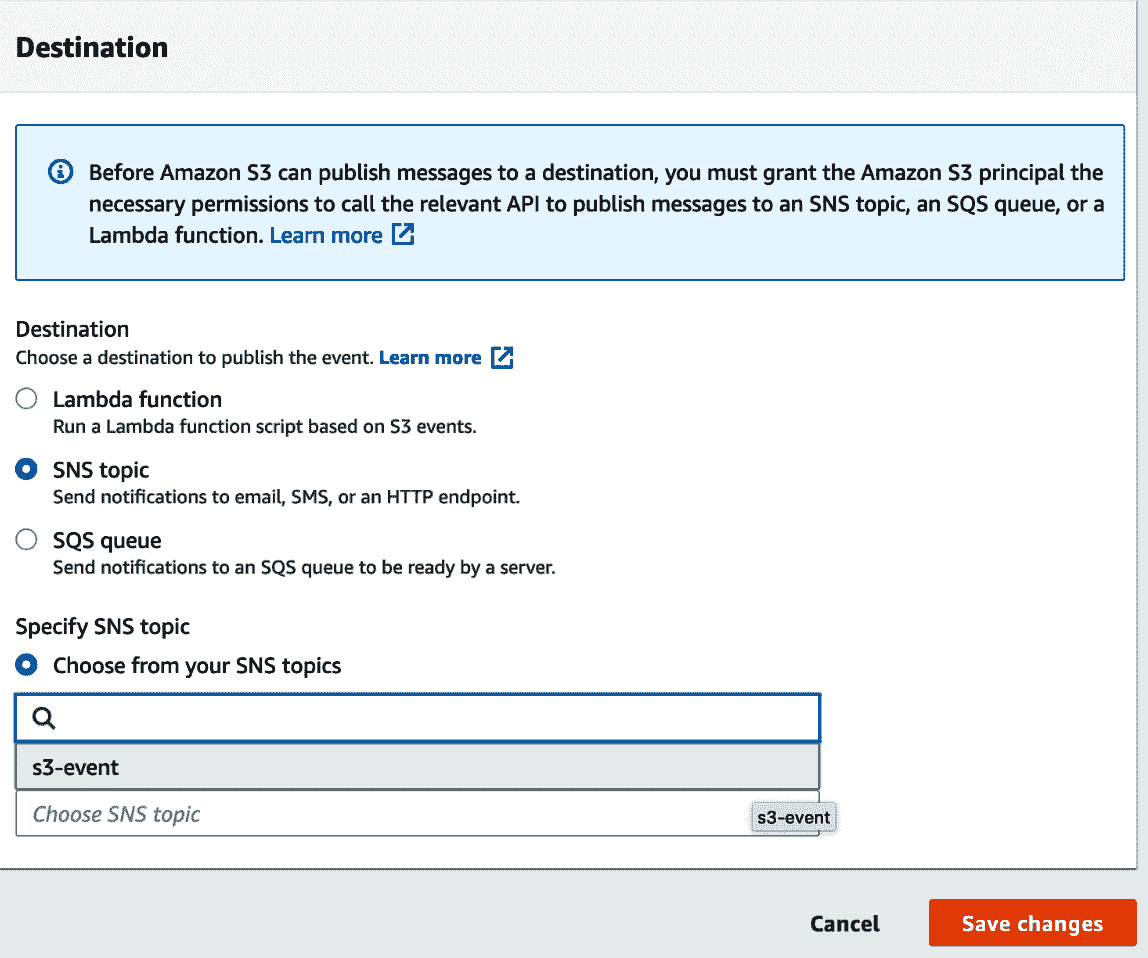 Destination
Before Amazon S3 can publish messages to a destination, you must grant the Amazon S3 principal the
necessary permissions to call the relevant API to publish messages to an SNS topic, an SQS queue, or a
Lambda function. Learn more
Destination
Choose a destination to publish the event. Learn more
Lambda function
Run a Lambda function script based on S3 events.
SNS topic
Send notifications to email, SMS, or an HTTP endpoint.
SQS queue
Send notifications to an SQS queue to be ready by a server.
Specify SNS topic
Choose from your SNS topics
s3-event
Choose SNS topic
s3-event
Cancel
Save changes